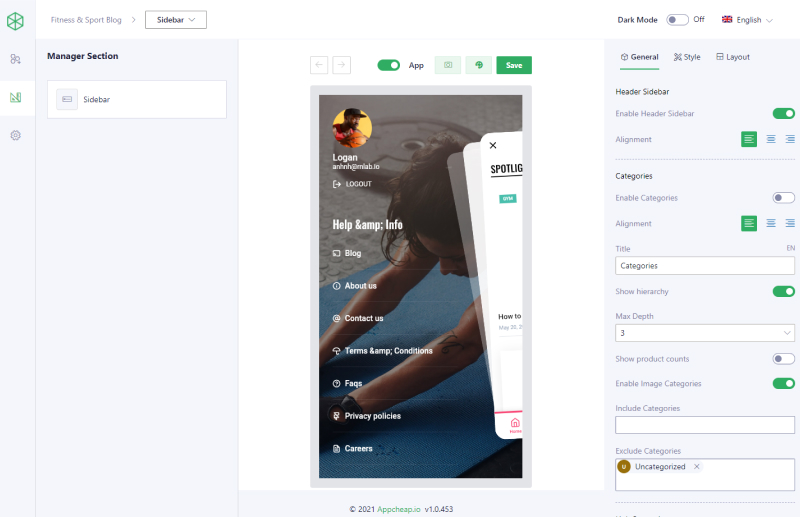 Fitness & Sport Blog
Sidebar
Dark Mode
Off
English
Manager Section
Sidebar
App
Save
Logan
anhnh@rnlab.io
LOGOUT
Help &amp; Info
Blog
About us
Contact us
Terms &amp; Conditions
Faqs
Privacy policies
Careers
SPOTLIG
GYM
How to
May 20, 2
Home
© 2021 Appcheap.io v1.0.453
General
Style
Layout
Header Sidebar
Enable Header Sidebar
Alignment
Categories
Enable Categories
Alignment
Title
EN
Categories
Show hierarchy
Max Depth
3
Show product counts
Enable Image Categories
Include Categories
Exclude Categories
U
Uncategorized